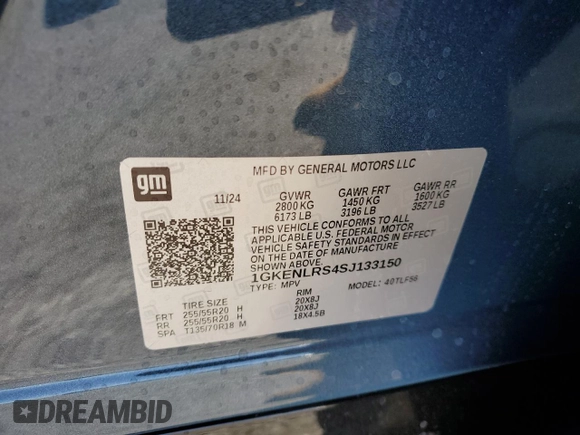 gm
MFD BY GENERAL MOTORS LLC
11/24
GVWR GAWR FRT GAWR RR
2800 KG 1450 KG 1600 KG
6173 LB 3196 LB 3527 LB
THIS VEHICLE CONFORMS TO ALL
APPLICABLE U.S. FEDERAL MOTOR
VEHICLE SAFETY STANDARDS IN EFFECT
ON THE DATE OF MANUFACTURE
SHOWN ABOVE.
1GKENLRS4SJ133150
TYPE: MPV MODEL: 40TLF56
TIRE SIZE RIM
FRT 255/55R20 H 20X8J
RR 255/55R20 H 20X8J
SPA T135/70R18 M 18X4.5B
DREAMBID